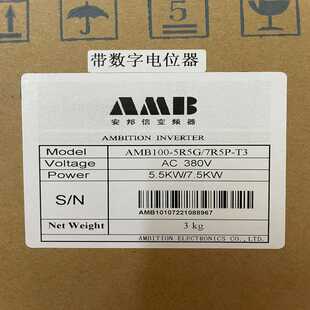 带数字电位器
AMB
安邦信变频器
AMBITION INVERTER
Model AMB100-5R5G/7R5P-T3
Voltage AC 380V
Power 5.5KW/7.5KW
S/N
AMB10107221088967
Net Weight 3 kg
AMBITION ELECTRONICS CO., LTD.